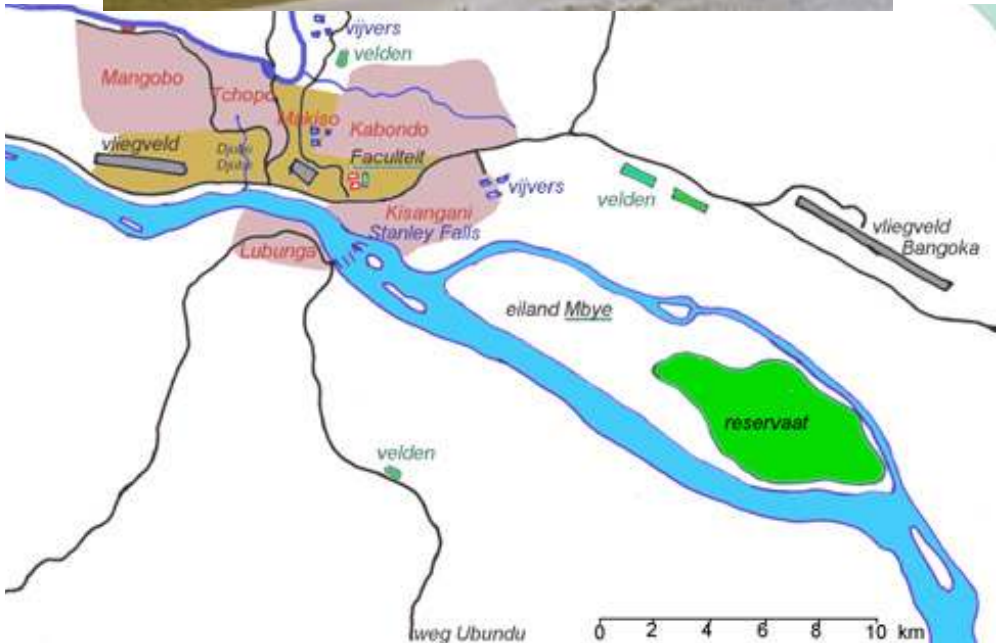 vijvers
velden
Mangobo
Tchopo
Makiso
Kabondo
vliegveld
Djubu
Djubu
Faculteit
vijvers
velden
Kisangani
Stanley Falls
vliegveld
Bangoka
Lubunga
eiland Mbye
reservaat
velden
weg Ubundu
0 2 4 6 8 10 km